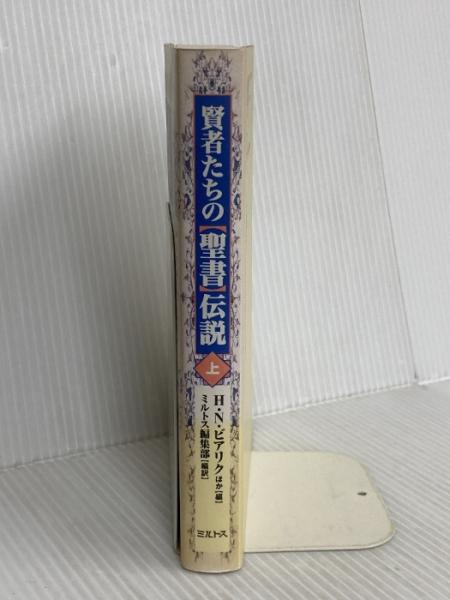 賢者たちの【聖書】伝説
上
H・N・ビアリクほか[編]
ミルトス編集部[編訳]
ミルトス